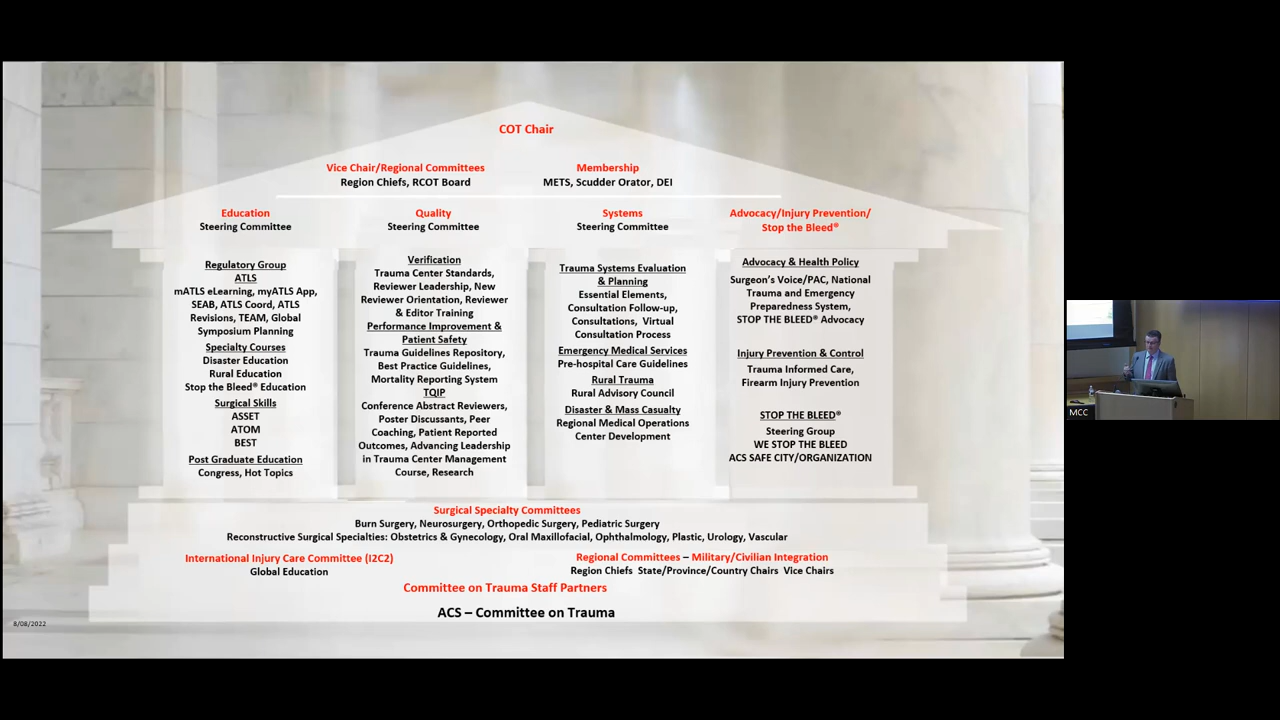 COT Chair
Vice Chair/Regional Committees
Region Chiefs, RCOT Board
Membership
METS, Scudder Orator, DEI
Education
Steering Committee
Regulatory Group
ATLS
mATLS eLearning, myATLS App,
SEAB, ATLS Coord, ATLS
Revisions, TEAM, Global
Symposium Planning
Specialty Courses
Disaster Education
Rural Education
Stop the Bleed® Education
Surgical Skills
ASSET
ATOM
BEST
Post Graduate Education
Congress, Hot Topics
Quality
Steering Committee
Verification
Trauma Center Standards,
Reviewer Leadership, New
Reviewer Orientation, Reviewer
& Editor Training
Performance Improvement &
Patient Safety
Trauma Guidelines Repository,
Best Practice Guidelines,
Mortality Reporting System
TQIP
Conference Abstract Reviewers,
Poster Discussants, Peer
Coaching, Patient Reported
Outcomes, Advancing Leadership
in Trauma Center Management
Course, Research
Systems
Steering Committee
Trauma Systems Evaluation
& Planning
Essential Elements,
Consultation Follow-up,
Consultations, Virtual
Consultation Process
Emergency Medical Services
Pre-hospital Care Guidelines
Rural Trauma
Rural Advisory Council
Disaster & Mass Casualty
Regional Medical Operations
Center Development
Advocacy/Injury Prevention/
Stop the Bleed®
Advocacy & Health Policy
Surgeon's Voice/PAC, National
Trauma and Emergency
Preparedness System,
STOP THE BLEED® Advocacy
Injury Prevention & Control
Trauma Informed Care,
Firearm Injury Prevention
STOP THE BLEED®
Steering Group
WE STOP THE BLEED
ACS SAFE CITY/ORGANIZATION
Surgical Specialty Committees
Burn Surgery, Neurosurgery, Orthopedic Surgery, Pediatric Surgery
Reconstructive Surgical Specialties: Obstetrics & Gynecology, Oral Maxillofacial, Ophthalmology, Plastic, Urology, Vascular
International Injury Care Committee (I2C2)
Global Education
Regional Committees – Military/Civilian Integration
Region Chiefs State/Province/Country Chairs Vice Chairs
Committee on Trauma Staff Partners
ACS – Committee on Trauma
8/08/2022
MCC